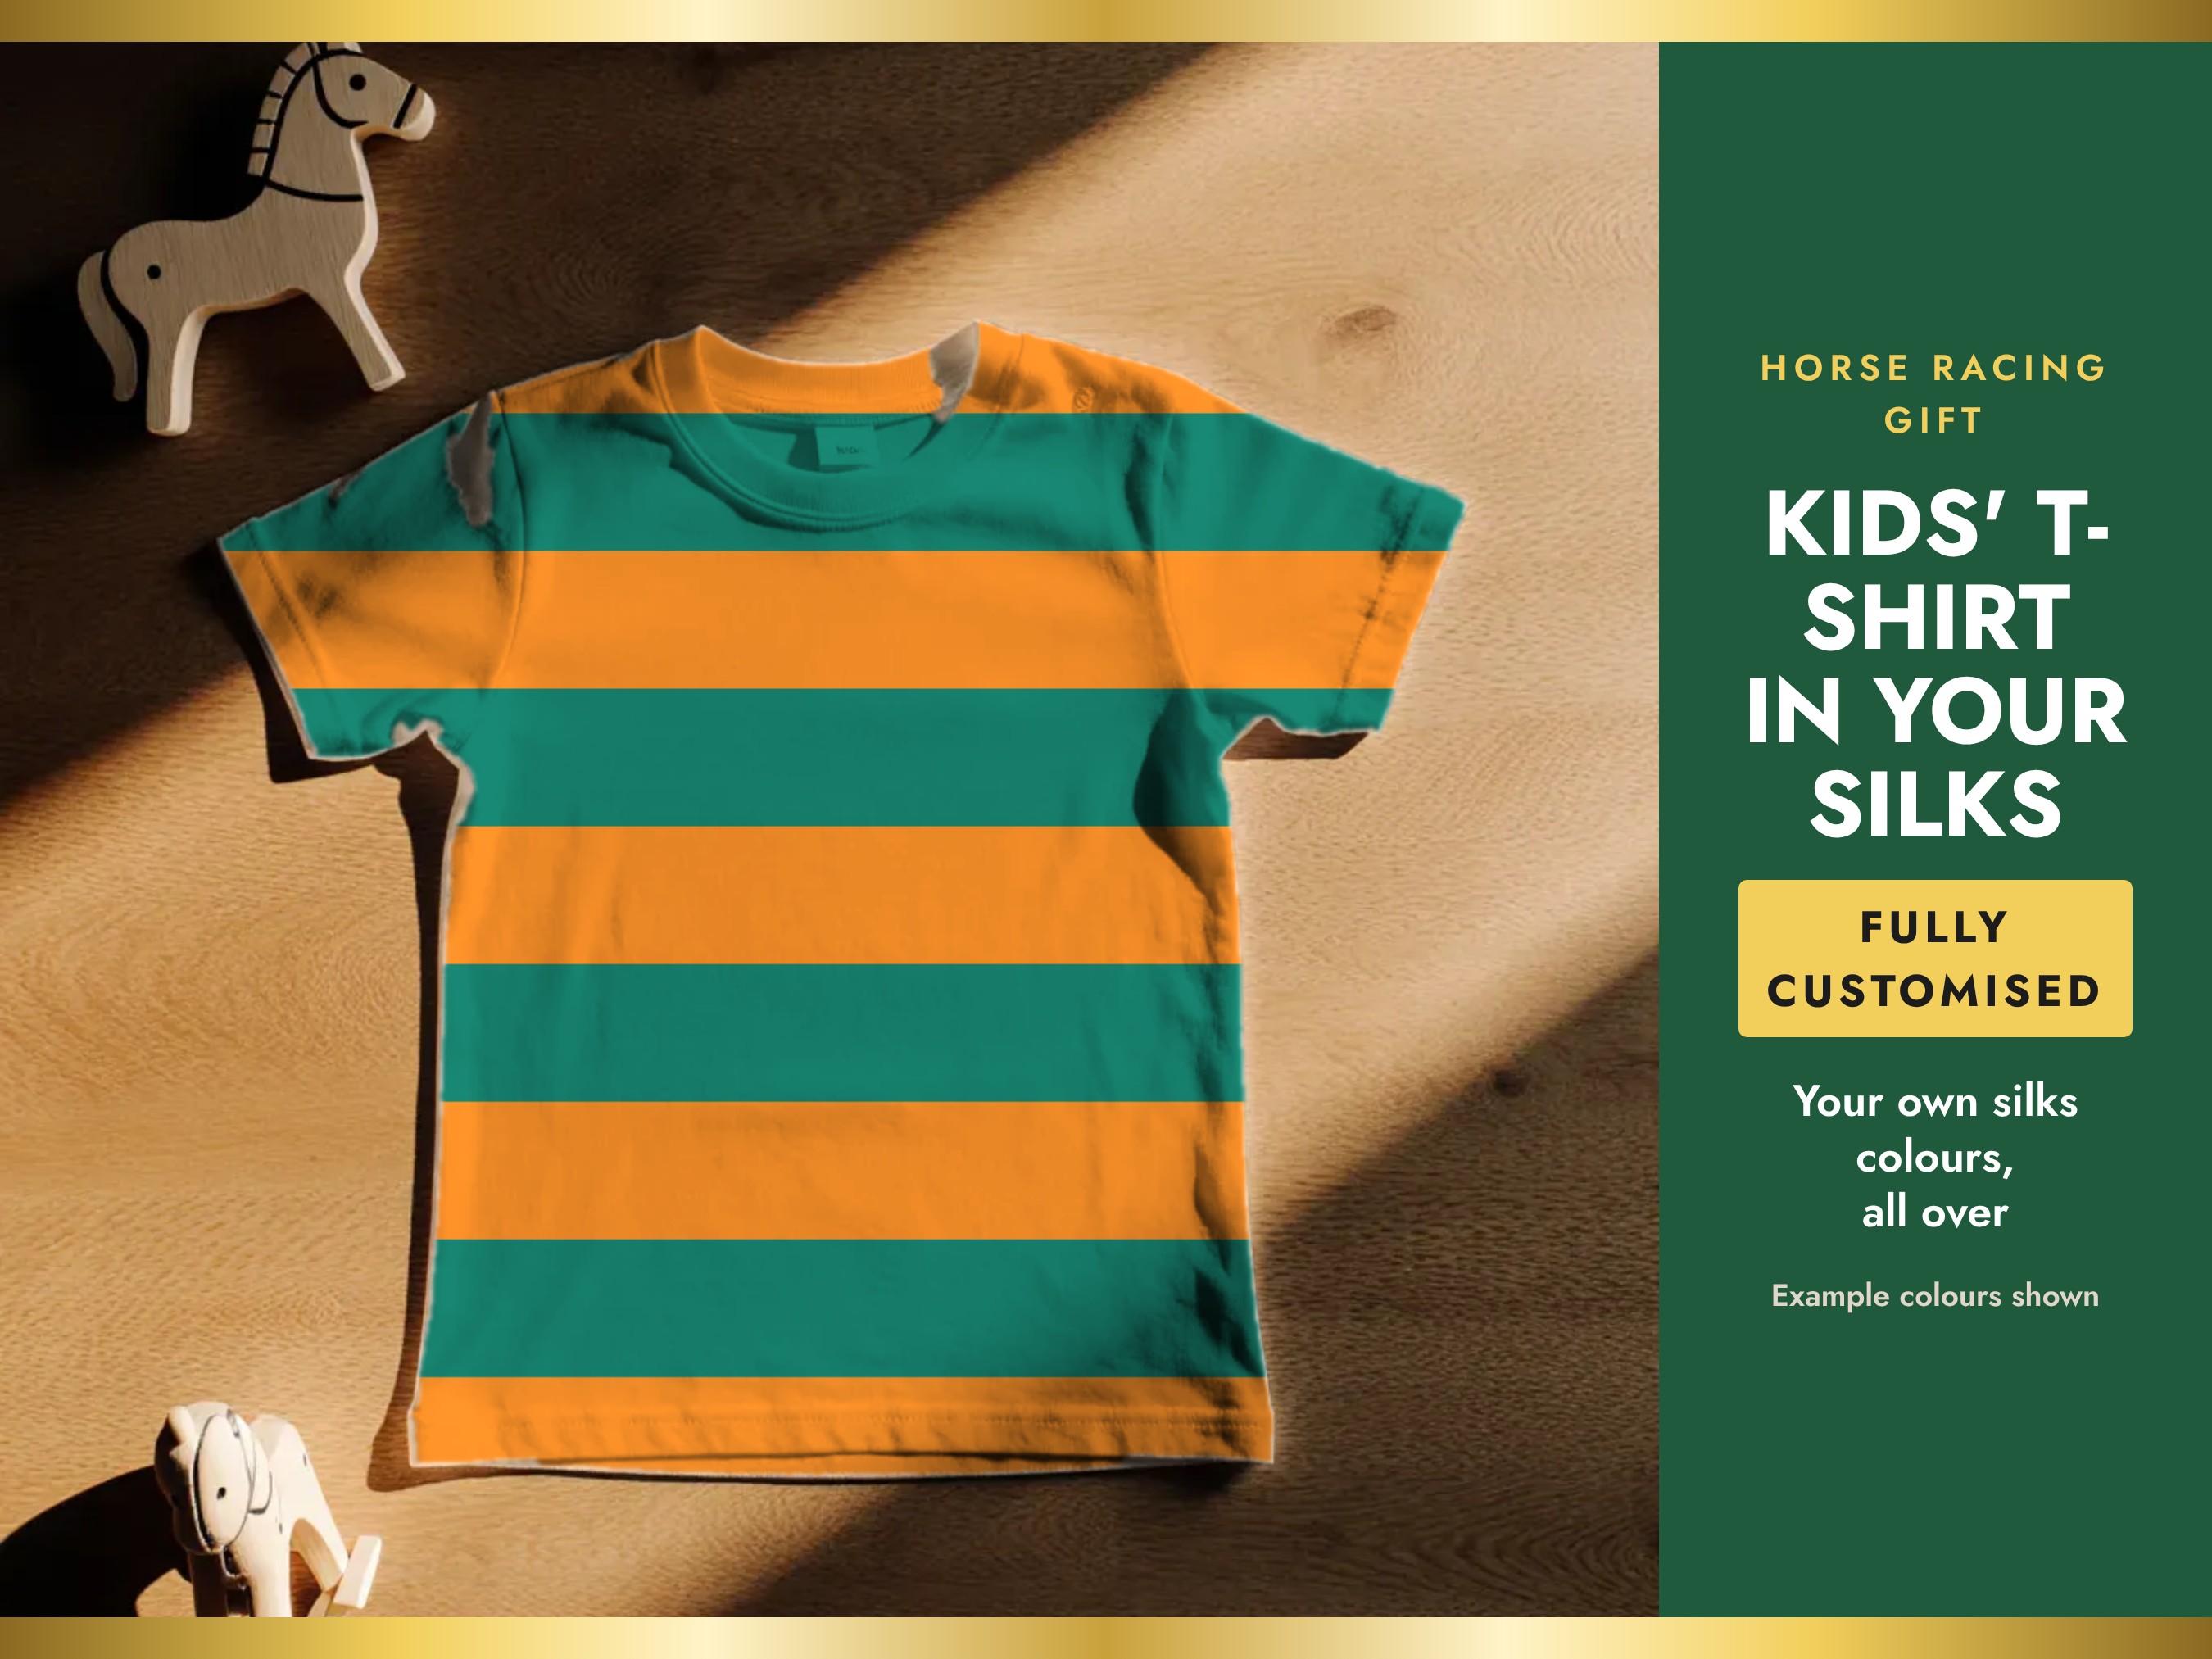 HORSE RACING
GIFT
KIDS' T-
SHIRT
IN YOUR
SILKS
FULLY
CUSTOMISED
Your own silks
colours,
all over
Example colours shown